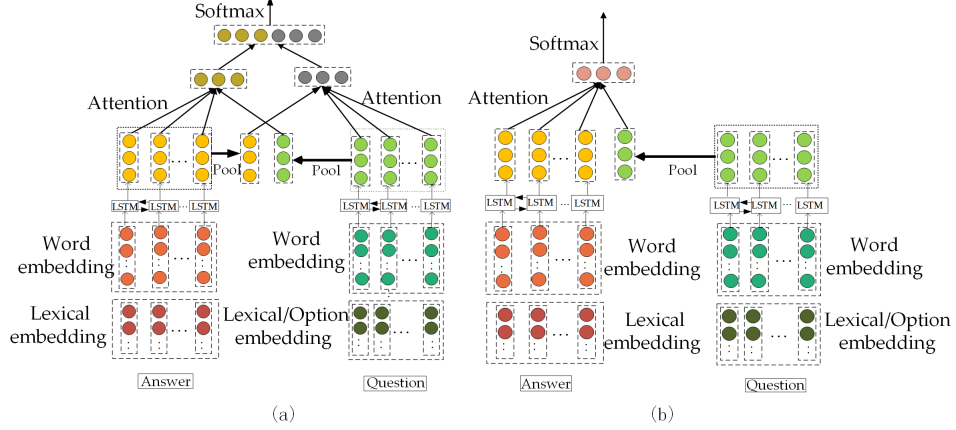 Softmax
Attention
Attention
Pool
Pool
LSTM
LSTM
...
LSTM
LSTM
LSTM
...
LSTM
Word
embedding
Word
embedding
Lexical
embedding
Lexical/Option
embedding
Answer
Question
(a)
Softmax
Attention
Pool
LSTM
LSTM
...
LSTM
LSTM
LSTM
...
LSTM
Word
embedding
Word
embedding
Lexical
embedding
Lexical/Option
embedding
Answer
Question
(b)